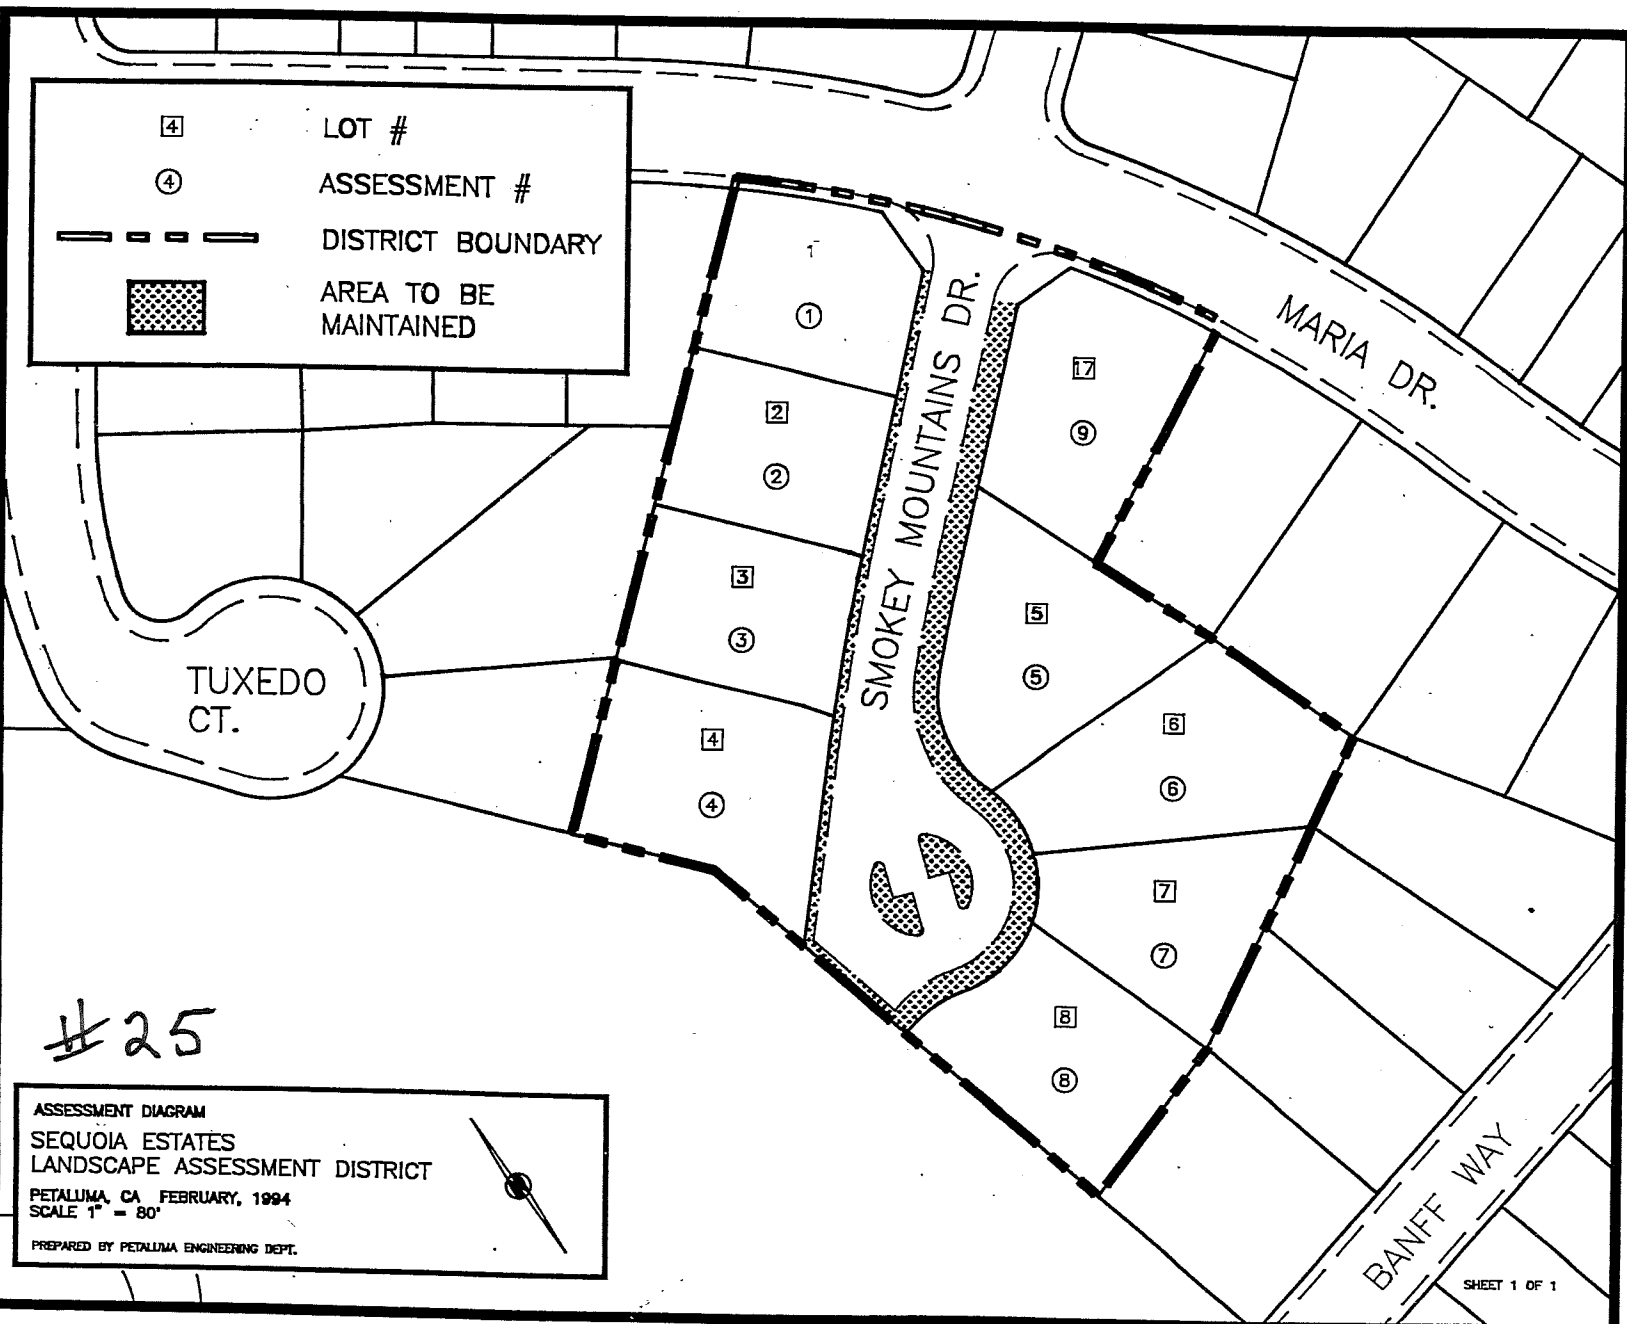 4 LOT #
4 ASSESSMENT #
DISTRICT BOUNDARY
AREA TO BE
MAINTAINED
1
1
2
2
3
3
4
4
17
9
5
5
6
6
7
7
8
8
SMOKEY MOUNTAINS DR.
MARIA DR.
TUXEDO
CT.
BANFF WAY
#25
ASSESSMENT DIAGRAM
SEQUOIA ESTATES
LANDSCAPE ASSESSMENT DISTRICT
PETALUMA, CA FEBRUARY, 1994
SCALE 1" = 80'
PREPARED BY PETALUMA ENGINEERING DEPT.
SHEET 1 OF 1